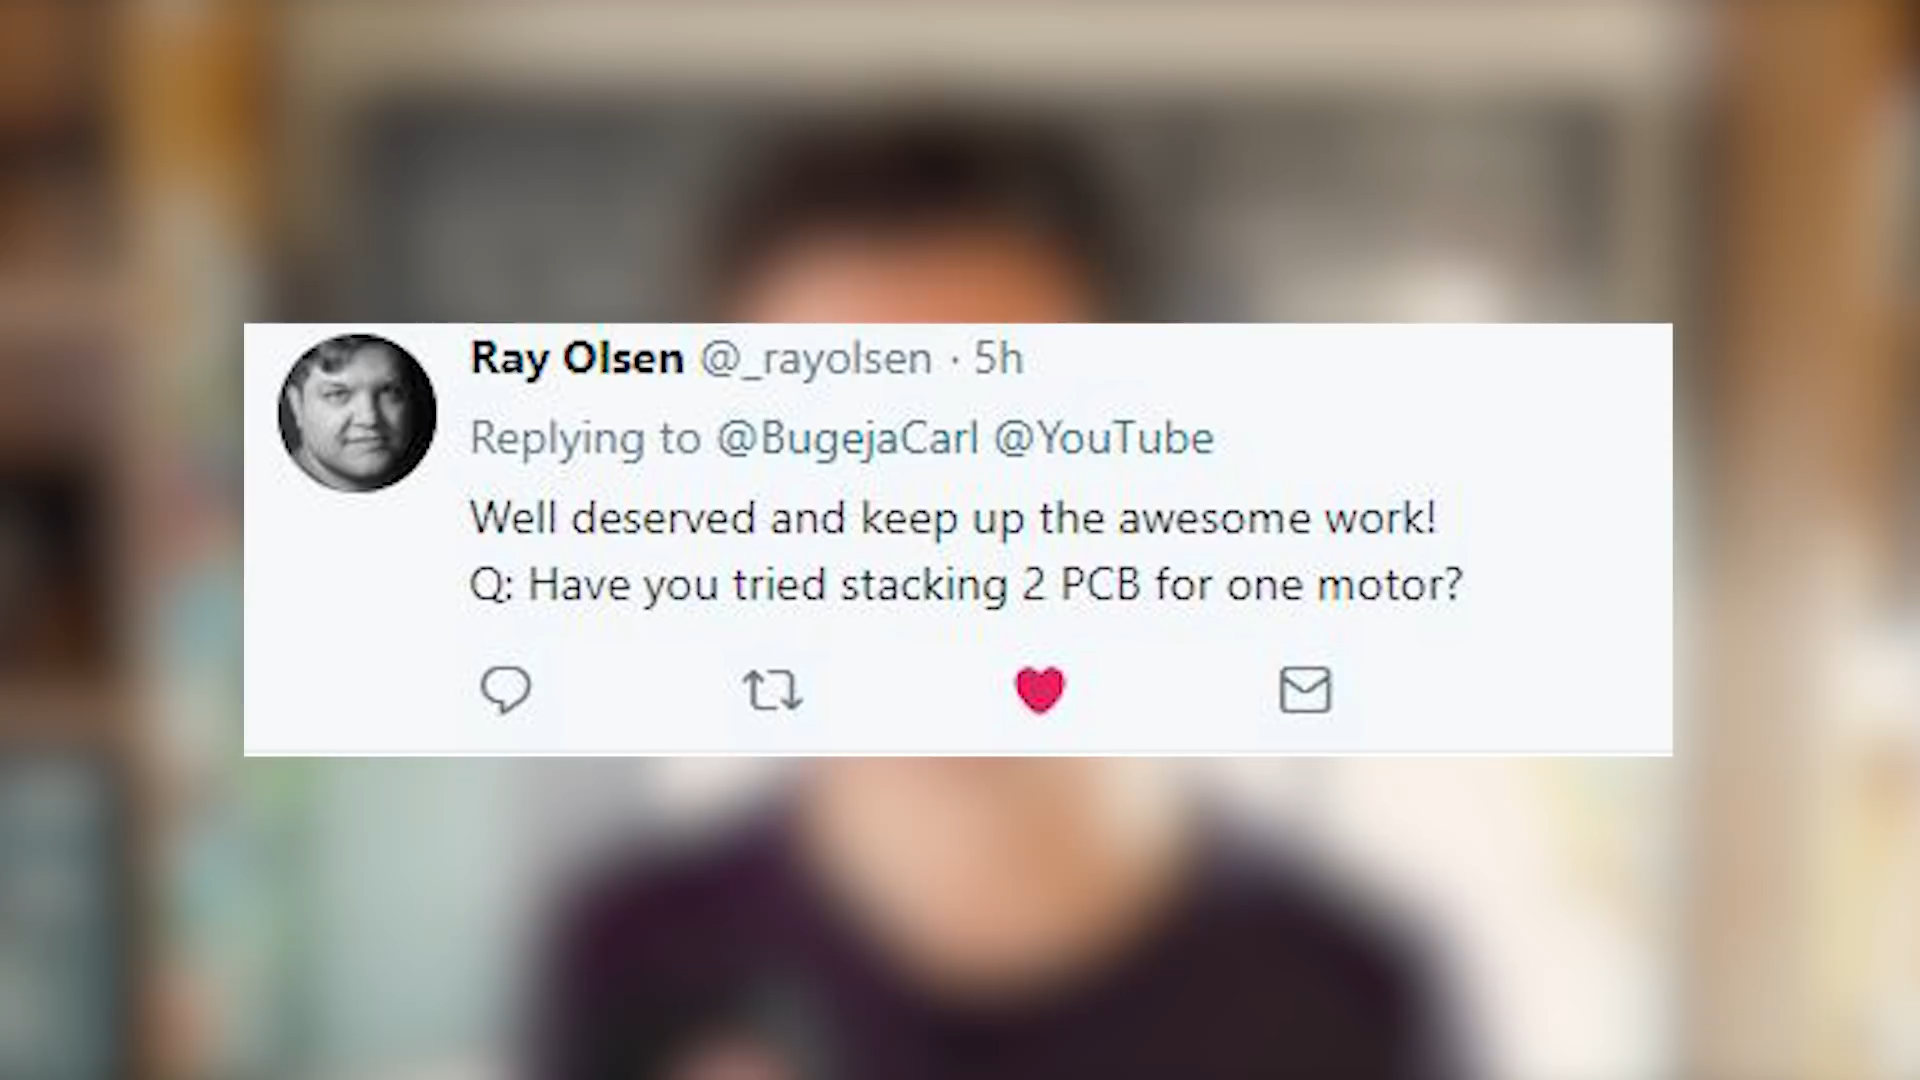 Ray Olsen @_rayolsen · 5h
Replying to @BugejaCarl @YouTube
Well deserved and keep up the awesome work!
Q: Have you tried stacking 2 PCB for one motor?